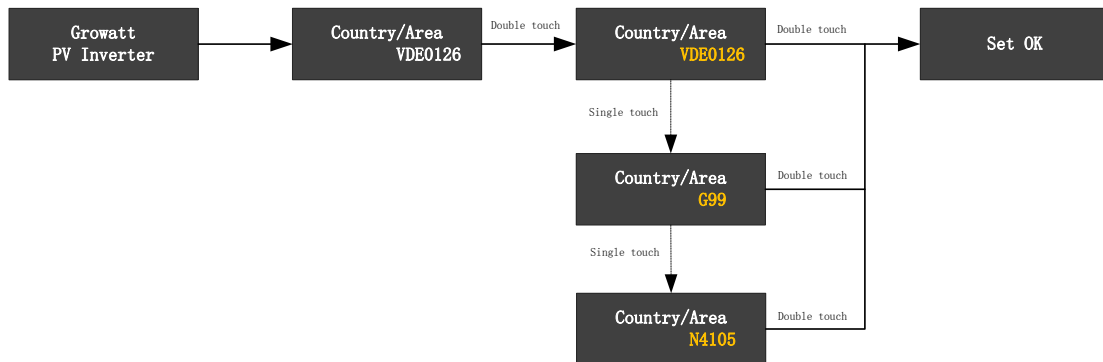 Growatt
PV Inverter
Country/Area
VDE0126
Double touch
Country/Area
VDE0126
Double touch
Set OK
Single touch
Country/Area
G99
Double touch
Single touch
Country/Area
N4105
Double touch